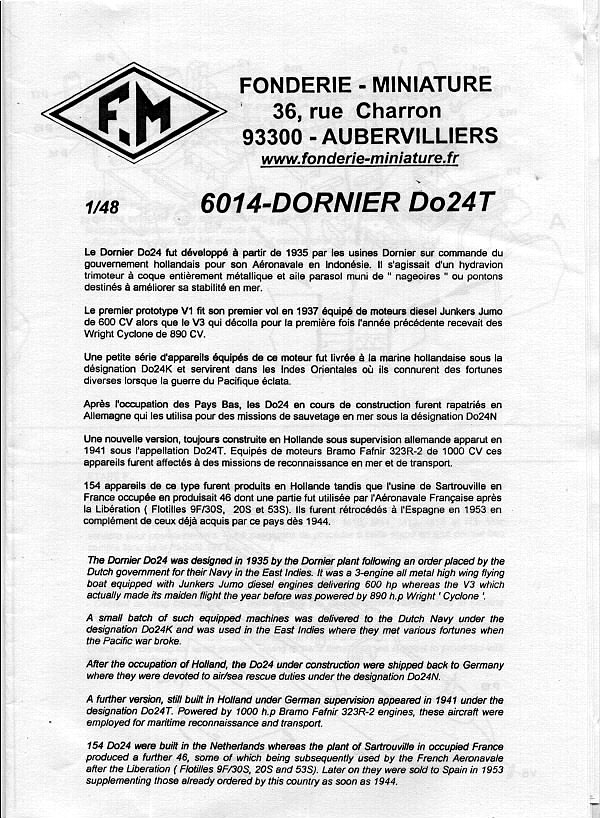 F.M
FONDERIE - MINIATURE
36, rue Charron
93300 - AUBERVILLIERS
www.fonderie-miniature.fr
1/48
6014-DORNIER Do24T
Le Dornier Do24 fut développé à partir de 1935 par les usines Dornier sur commande du
gouvernement hollandais pour son Aéronavale en Indonésie. Il s'agissait d'un hydravion
trimoteur à coque entièrement métallique et aile parasol muni de " nageoires " ou pontons
destinés à améliorer sa stabilité en mer.
Le premier prototype V1 fit son premier vol en 1937 équipé de moteurs diesel Junkers Jumo
de 600 CV alors que le V3 qui décolla pour la première fois l'année précédente recevait des
Wright Cyclone de 890 CV.
Une petite série d'appareils équipés de ce moteur fut livrée à la marine hollandaise sous la
désignation Do24K et servirent dans les Indes Orientales où ils connurent des fortunes
diverses lorsque la guerre du Pacifique éclata.
Après l'occupation des Pays Bas, les Do24 en cours de construction furent rapatriés en
Allemagne qui les utilisa pour des missions de sauvetage en mer sous la désignation Do24N
Une nouvelle version, toujours construite en Hollande sous supervision allemande apparut en
1941 sous l'appellation Do24T. Equipés de moteurs Bramo Fafnir 323R-2 de 1000 CV ces
appareils furent affectés à des missions de reconnaissance en mer et de transport.
154 appareils de ce type furent produits en Hollande tandis que l'usine de Sartrouville en
France occupée en produisait 46 dont une partie fut utilisée par l'Aéronavale Française après
la Libération ( Flotilles 9F/30S, 20S et 53S). Ils furent rétrocédés à l'Espagne en 1953 en
complément de ceux déjà acquis par ce pays dès 1944.
The Dornier Do24 was designed in 1935 by the Dornier plant following an order placed by the
Dutch government for their Navy in the East Indies. It was a 3-engine all metal high wing flying
boat equipped with Junkers Jumo diesel engines delivering 600 hp whereas the V3 which
actually made its maiden flight the year before was powered by 890 h.p Wright ' Cyclone '.
A small batch of such equipped machines was delivered to the Dutch Navy under the
designation Do24K and was used in the East Indies where they met various fortunes when
the Pacific war broke.
After the occupation of Holland, the Do24 under construction were shipped back to Germany
where they were devoted to air/sea rescue duties under the designation Do24N.
A further version, still built in Holland under German supervision appeared in 1941 under the
designation Do24T. Powered by 1000 h.p Bramo Fafnir 323R-2 engines, these aircraft were
employed for maritime reconnaissance and transport.
154 Do24 were built in the Netherlands whereas the plant of Sartrouville in occupied France
produced a further 46, some of which being subsequently used by the French Aeronavale
after the Liberation ( Flotilles 9F/30S, 20S and 53S). Later on they were sold to Spain in 1953
supplementing those already ordered by this country as soon as 1944.